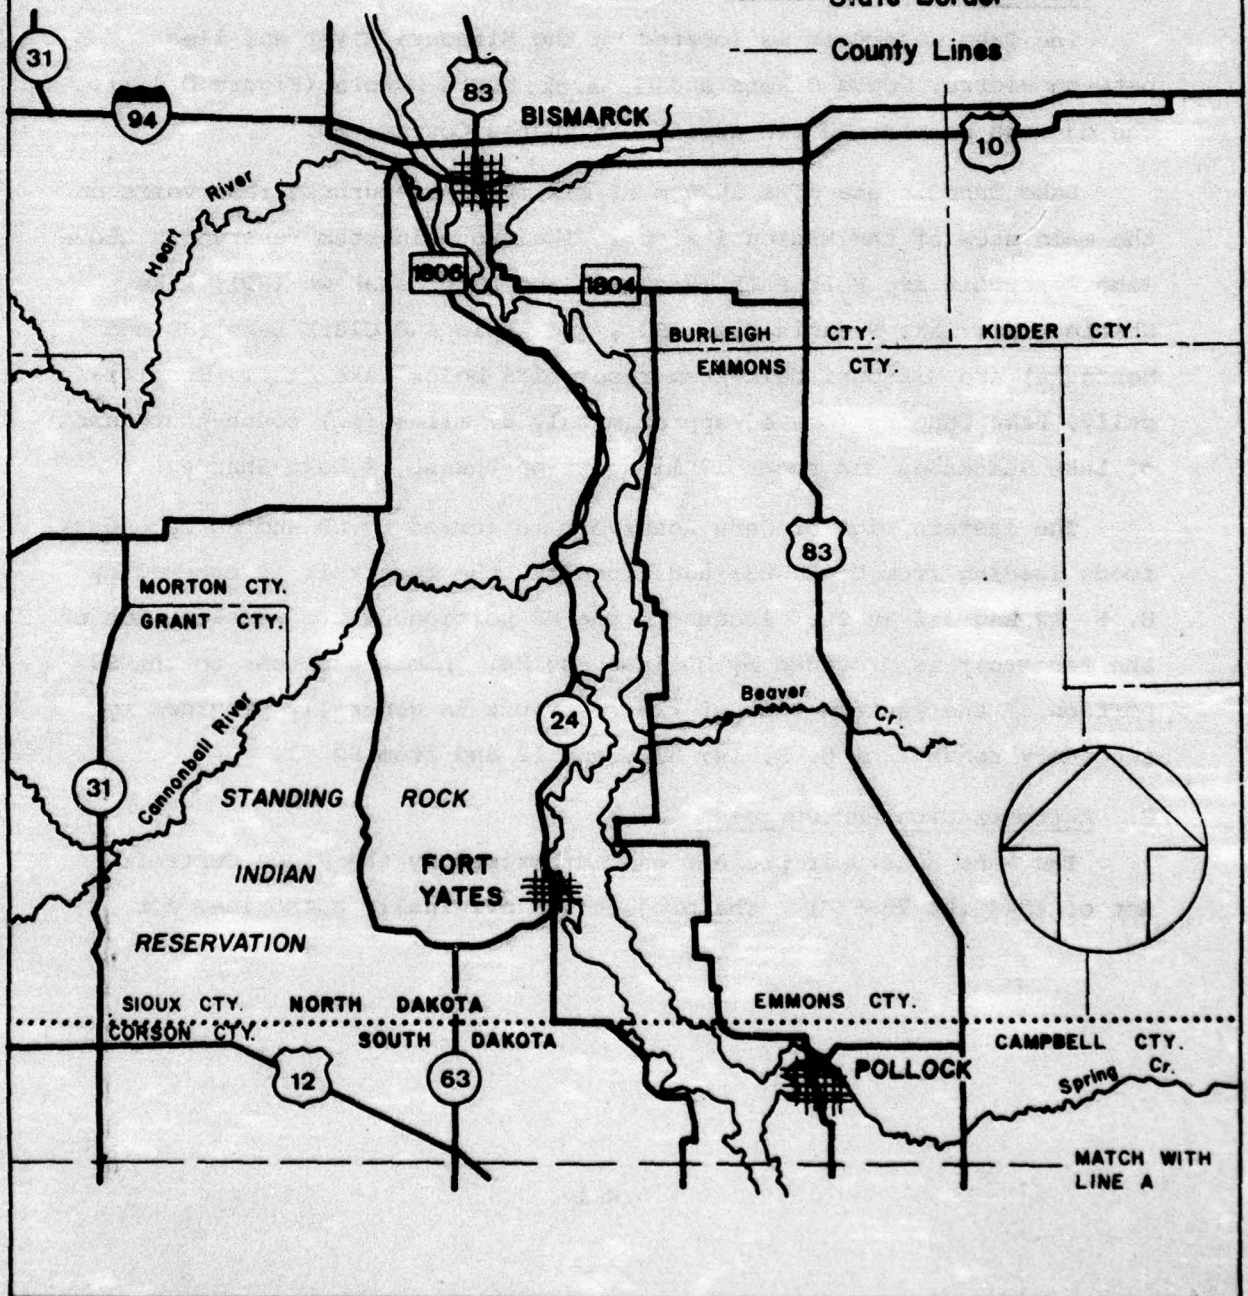 State Border
County Lines
31
94
83
BISMARCK
10
Heart River
1806
1804
BURLEIGH CTY.
KIDDER CTY.
EMMONS CTY.
83
MORTON CTY.
GRANT CTY.
Beaver Cr.
24
Cannonball River
31
STANDING ROCK
INDIAN
RESERVATION
FORT
YATES
SIOUX CTY.
NORTH DAKOTA
EMMONS CTY.
CORSON CTY.
SOUTH DAKOTA
CAMPBELL CTY.
12
63
POLLOCK
Spring Cr.
MATCH WITH
LINE A